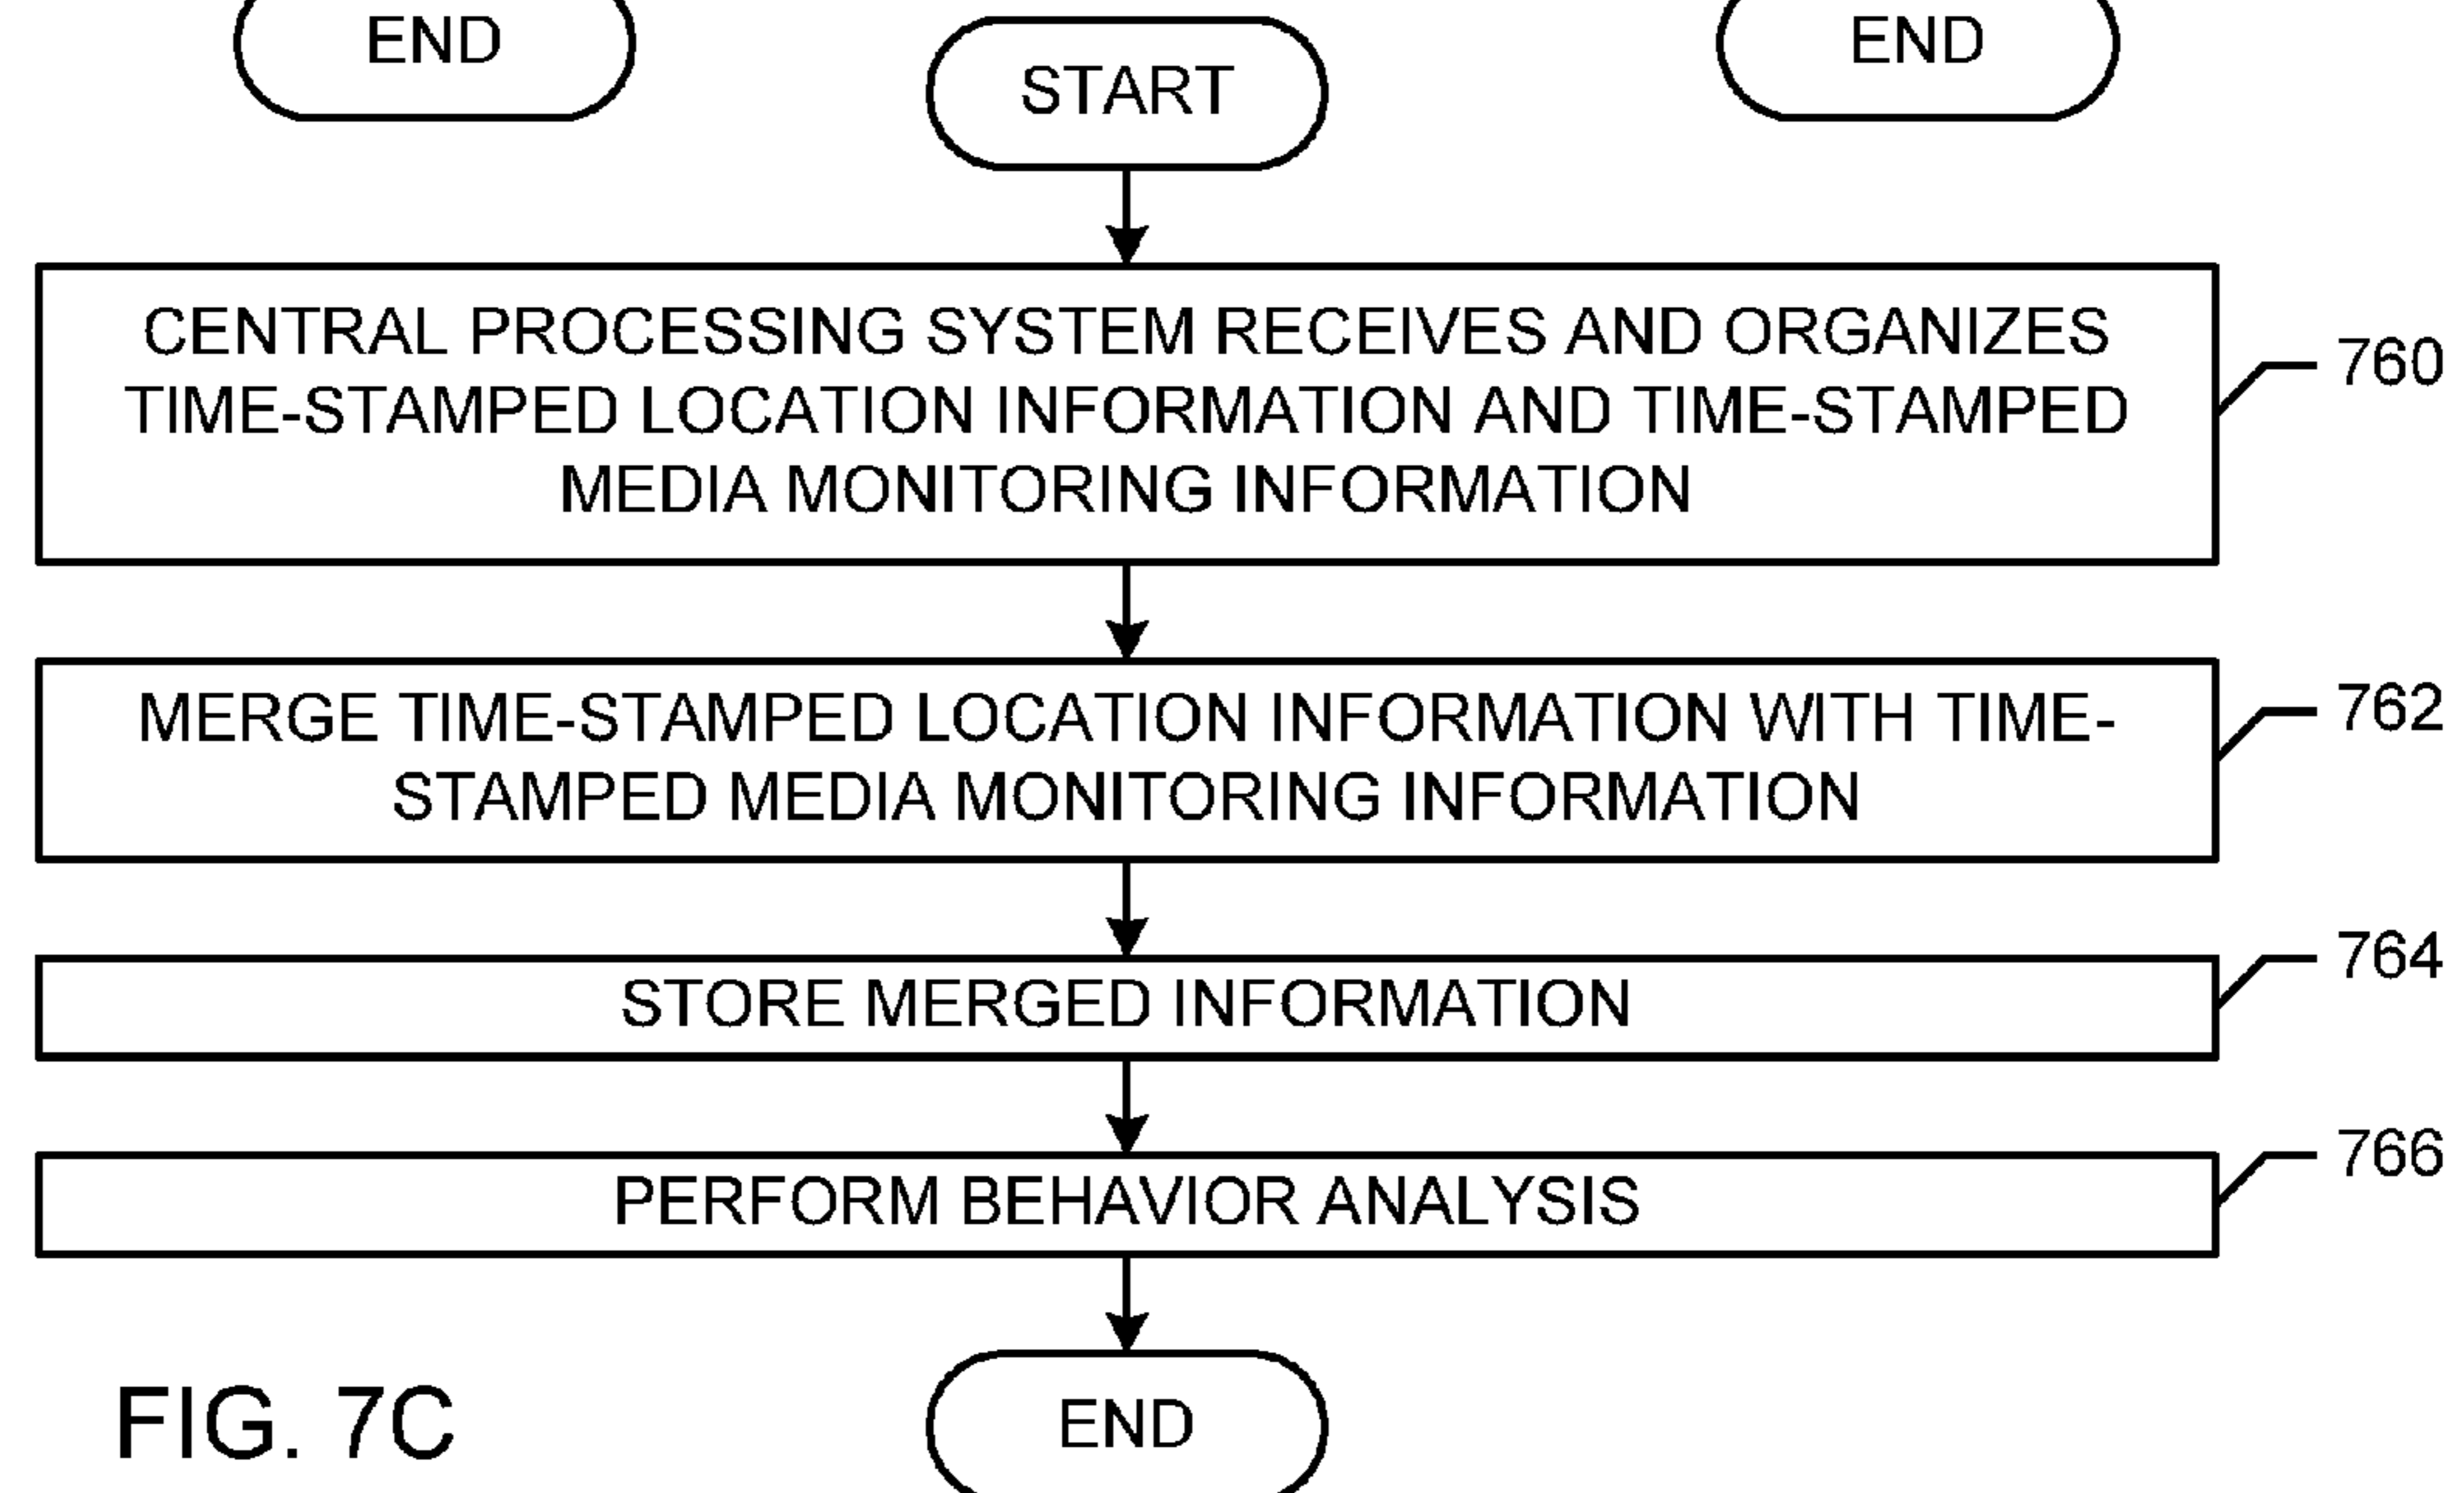 END
END
START
CENTRAL PROCESSING SYSTEM RECEIVES AND ORGANIZES
TIME-STAMPED LOCATION INFORMATION AND TIME-STAMPED
MEDIA MONITORING INFORMATION
760
MERGE TIME-STAMPED LOCATION INFORMATION WITH TIME-
STAMPED MEDIA MONITORING INFORMATION
762
STORE MERGED INFORMATION
764
PERFORM BEHAVIOR ANALYSIS
766
END
FIG. 7C